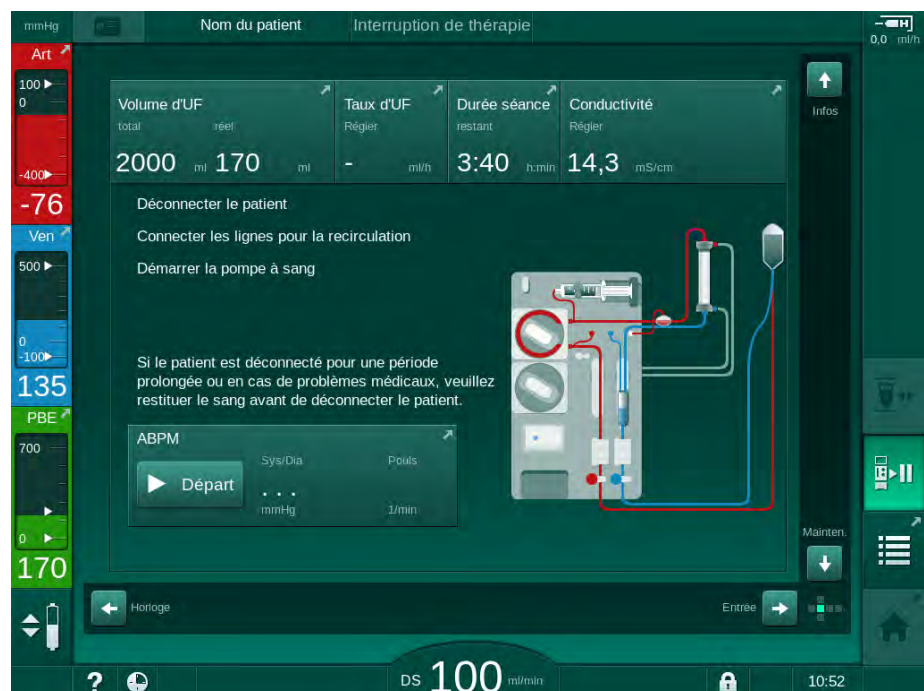 mmHg
Nom du patient
Interruption de thérapie
0,0 ml/h
Art
100
0
-400
-76
Ven
500
0
-100
135
PBE
700
0
170
Volume d'UF
total réel
2000 ml 170 ml
Taux d'UF
Régler
- ml/h
Durée séance
restant
3:40 h:min
Conductivité
Régler
14,3 mS/cm
Infos
Déconnecter le patient
Connecter les lignes pour la recirculation
Démarrer la pompe à sang
Si le patient est déconnecté pour une période
prolongée ou en cas de problèmes médicaux, veuillez
restituer le sang avant de déconnecter le patient.
ABPM
Sys/Dia Pouls
Départ
. . .
mmHg 1/min
Mainten.
Horloge
Entrée
?
DS 100 ml/min
10:52